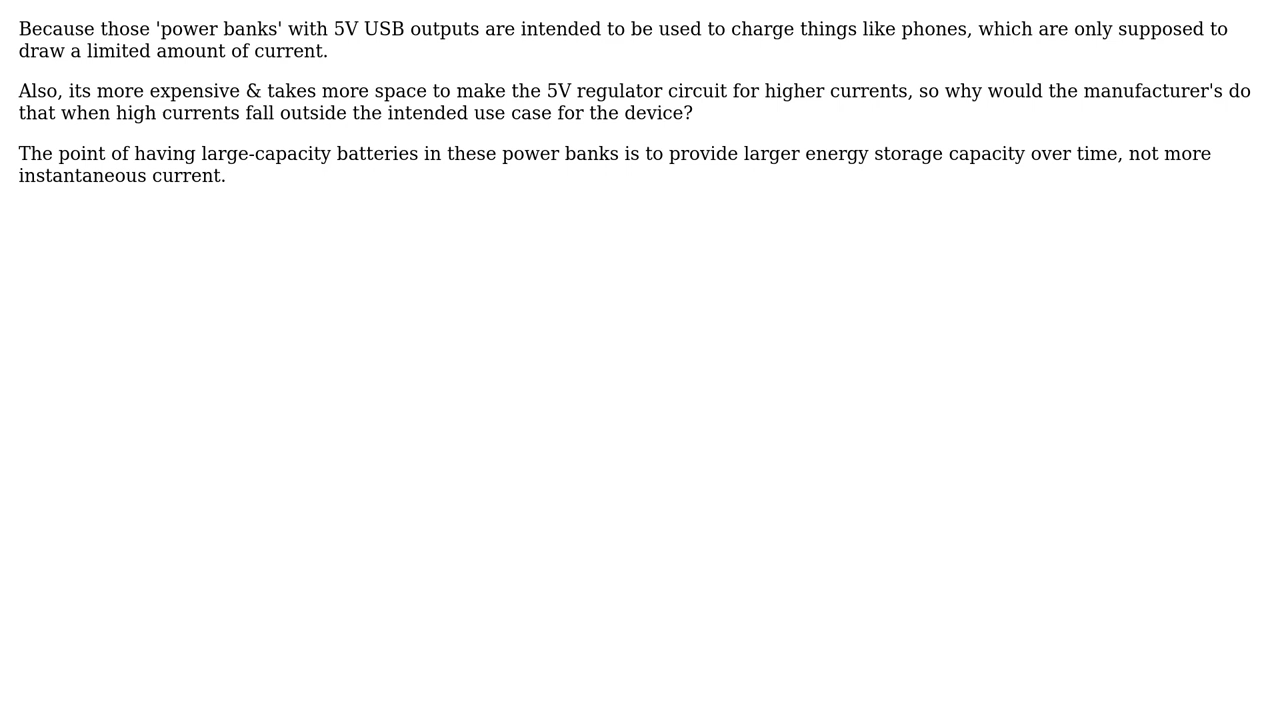 Because those 'power banks' with 5V USB outputs are intended to be used to charge things like phones, which are only supposed to
draw a limited amount of current.
Also, its more expensive & takes more space to make the 5V regulator circuit for higher currents, so why would the manufacturer's do
that when high currents fall outside the intended use case for the device?
The point of having large-capacity batteries in these power banks is to provide larger energy storage capacity over time, not more
instantaneous current.